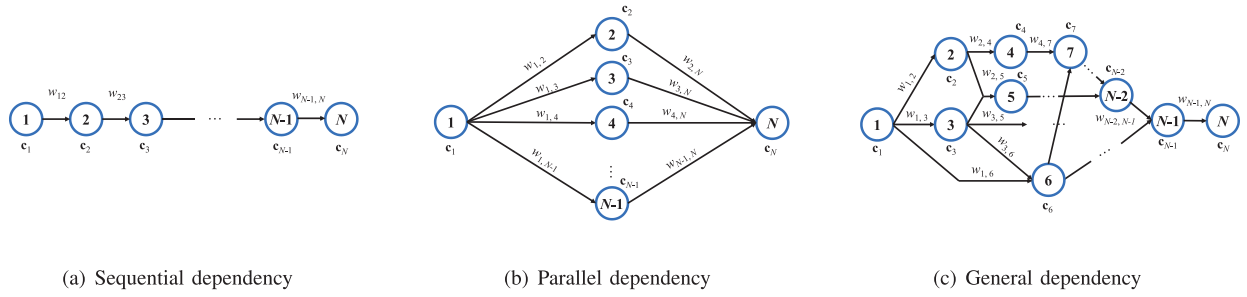 w12 w23 wN-1, N
1 2 3 ... N-1 N
c1 c2 c3 cN-1 cN
(a) Sequential dependency
c2
2
w1, 2 w2, N
c3
3
w1, 3 w3, N
c4
1 w1, 4 4 w4, N N
c1 cN
w1, N-1 wN-1, N
⋮
cN-1
N-1
(b) Parallel dependency
c4 c7
2 w2, 4 4 w4, 7 7
w1, 2 c2 w2, 5 c5 ... cN-2
5 ... N-2
wN-2, N-1 wN-1, N
1 w1, 3 3 w3, 5 ... N-1 N
c1 c3 cN-1 cN
w3, 6
w1, 6 ...
6
c6
(c) General dependency